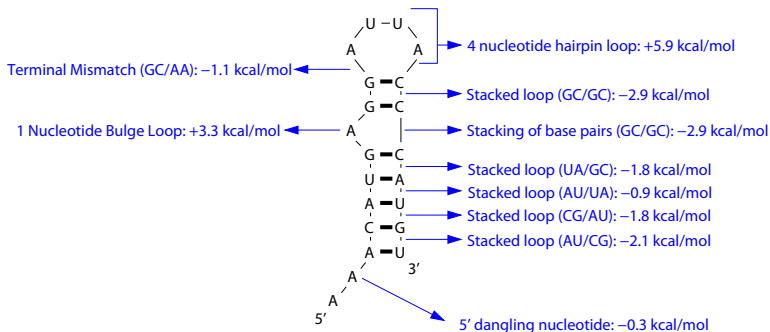 U U
A A
4 nucleotide hairpin loop: +5.9 kcal/mol
Terminal Mismatch (GC/AA): −1.1 kcal/mol
G C
Stacked loop (GC/GC): −2.9 kcal/mol
G C
1 Nucleotide Bulge Loop: +3.3 kcal/mol
A
Stacking of base pairs (GC/GC): −2.9 kcal/mol
G C
Stacked loop (UA/GC): −1.8 kcal/mol
U A
Stacked loop (AU/UA): −0.9 kcal/mol
A U
Stacked loop (CG/AU): −1.8 kcal/mol
C G
Stacked loop (AU/CG): −2.1 kcal/mol
A U
3′
A
A
5′
5′ dangling nucleotide: −0.3 kcal/mol